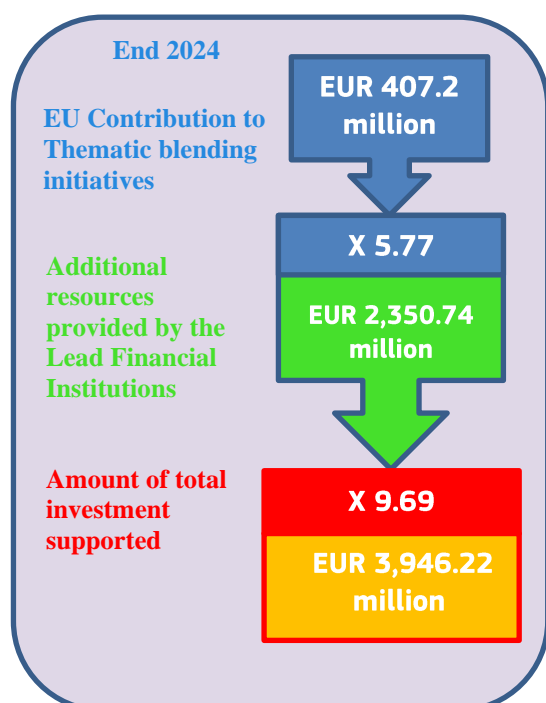 End 2024
EUR 407.2
million
EU Contribution to
Thematic blending
initiatives
X 5.77
Additional
resources
provided by the
Lead Financial
Institutions
EUR 2,350.74
million
Amount of total
investment
supported
X 9.69
EUR 3,946.22
million